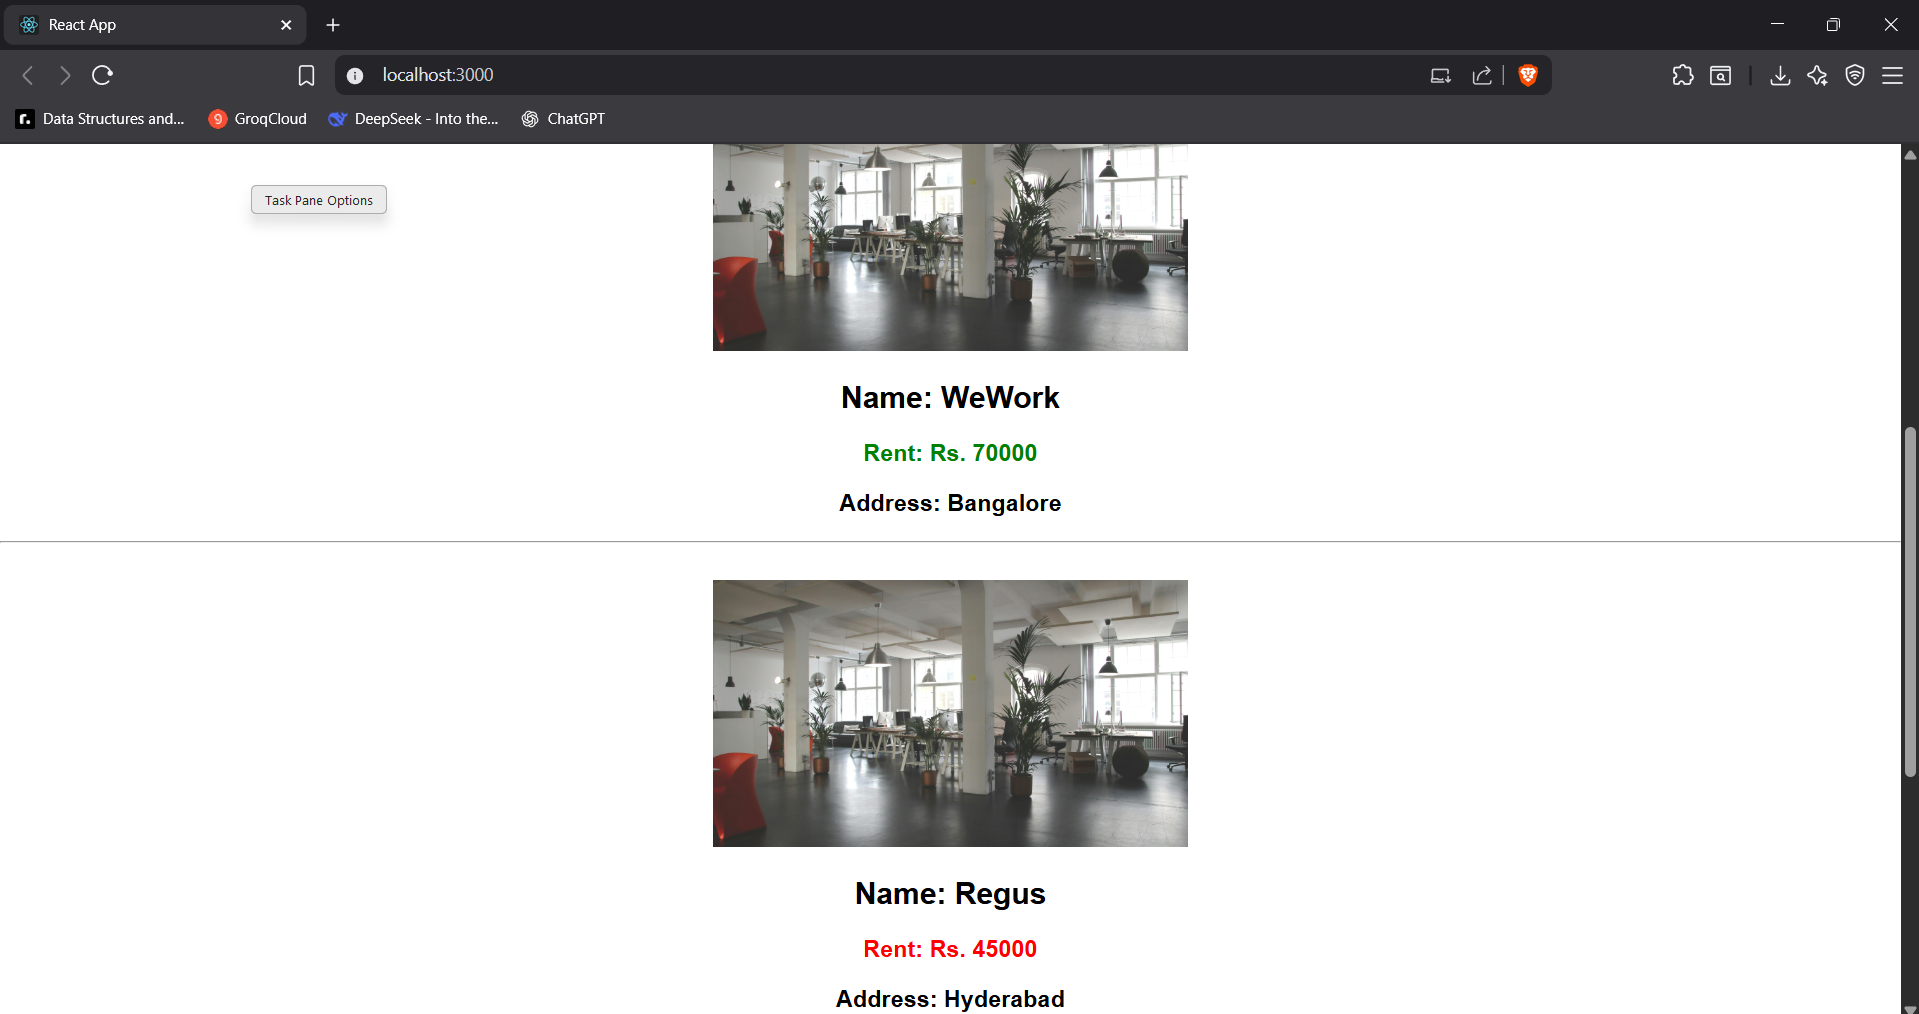 React App
localhost:3000
Data Structures and...
GroqCloud
DeepSeek - Into the...
ChatGPT
Task Pane Options
Name: WeWork
Rent: Rs. 70000
Address: Bangalore
Name: Regus
Rent: Rs. 45000
Address: Hyderabad